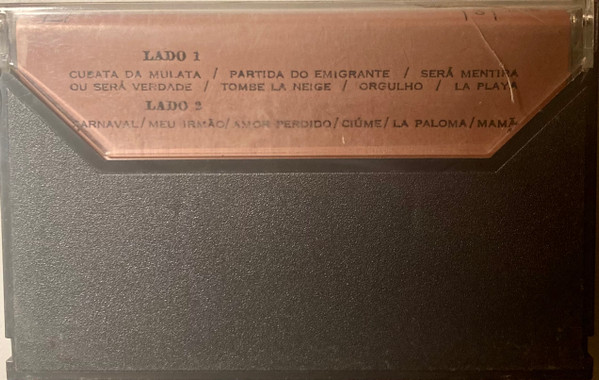 LADO 1
CUBATA DA MULATA / PARTIDA DO EMIGRANTE / SERÁ MENTIRA
OU SERÁ VERDADE / TOMBE LA NEIGE / ORGULHO / LA PLAYA
LADO 2
CARNAVAL/MEU IRMÃO/AMOR PERDIDO/CIÚME/LA PALOMA/MAMÃ